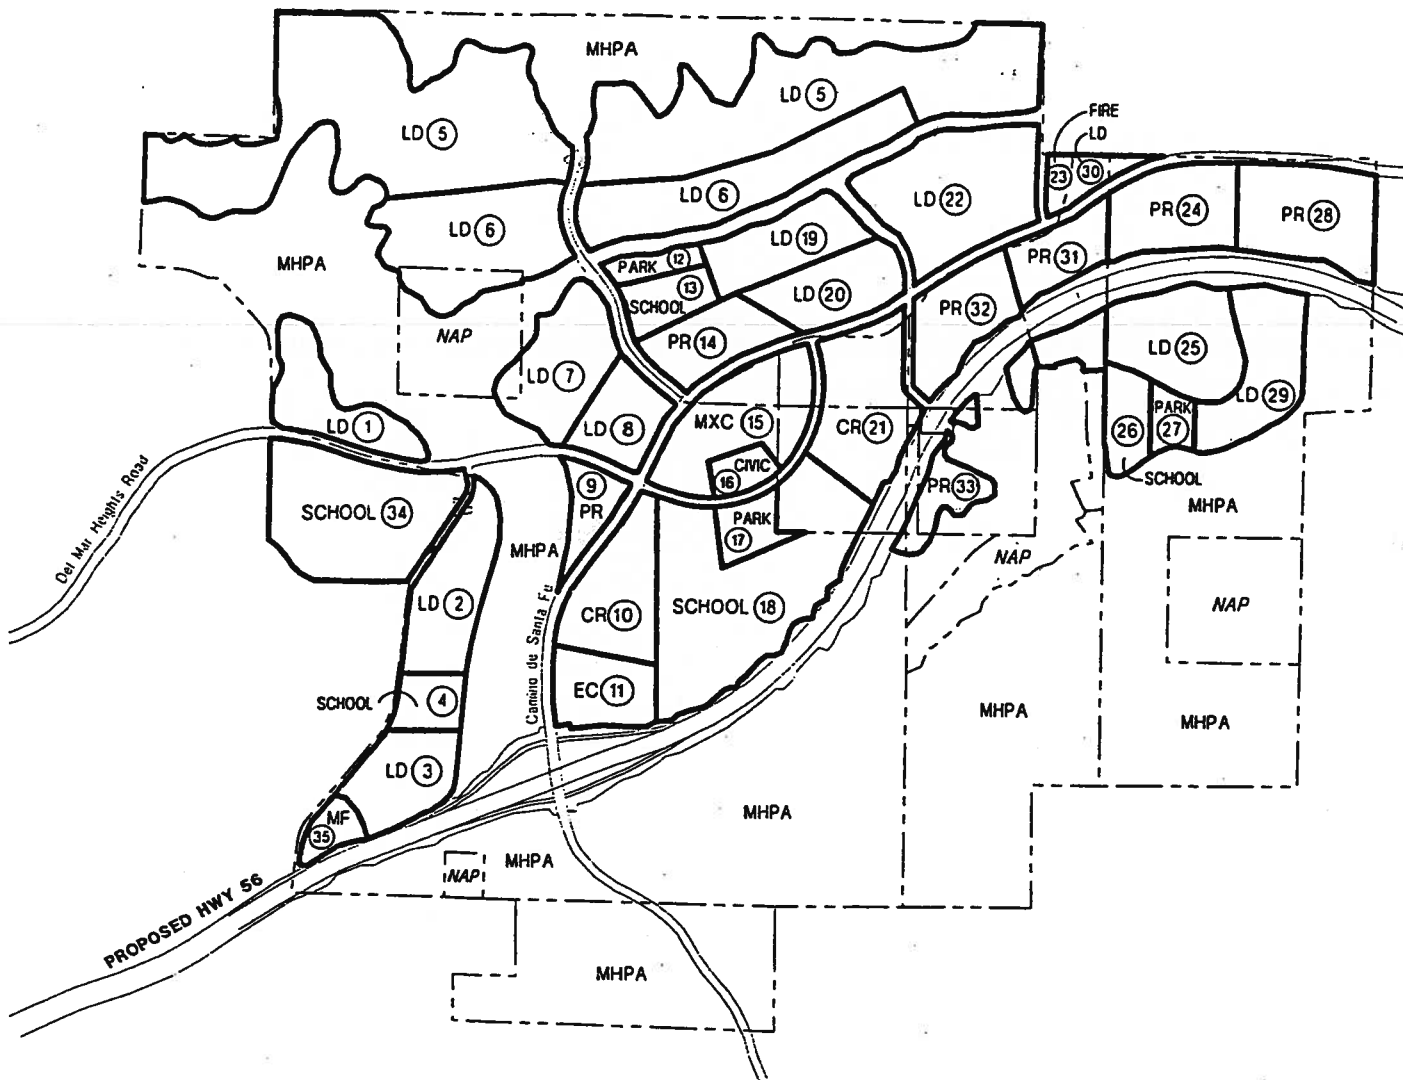 MHPA
LD 5
LD 5
FIRE
LD
23
30
LD 6
LD 6
LD 22
PR 24
PR 28
LD 19
MHPA
PARK 12
13
SCHOOL
LD 20
PR 31
PR 32
NAP
PR 14
LD 7
LD 25
LD 29
LD 1
LD 8
MXC 15
CR 21
26
PARK
27
SCHOOL
CIVIC
16
9
PR
PR 33
Del Mar Heights Road
SCHOOL 34
PARK
17
MHPA
MHPA
NAP
LD 2
Camino de Santa Fe
CR 10
SCHOOL 18
NAP
SCHOOL
4
EC 11
MHPA
MHPA
LD 3
MF
35
MHPA
MHPA
NAP
PROPOSED HWY 56
MHPA